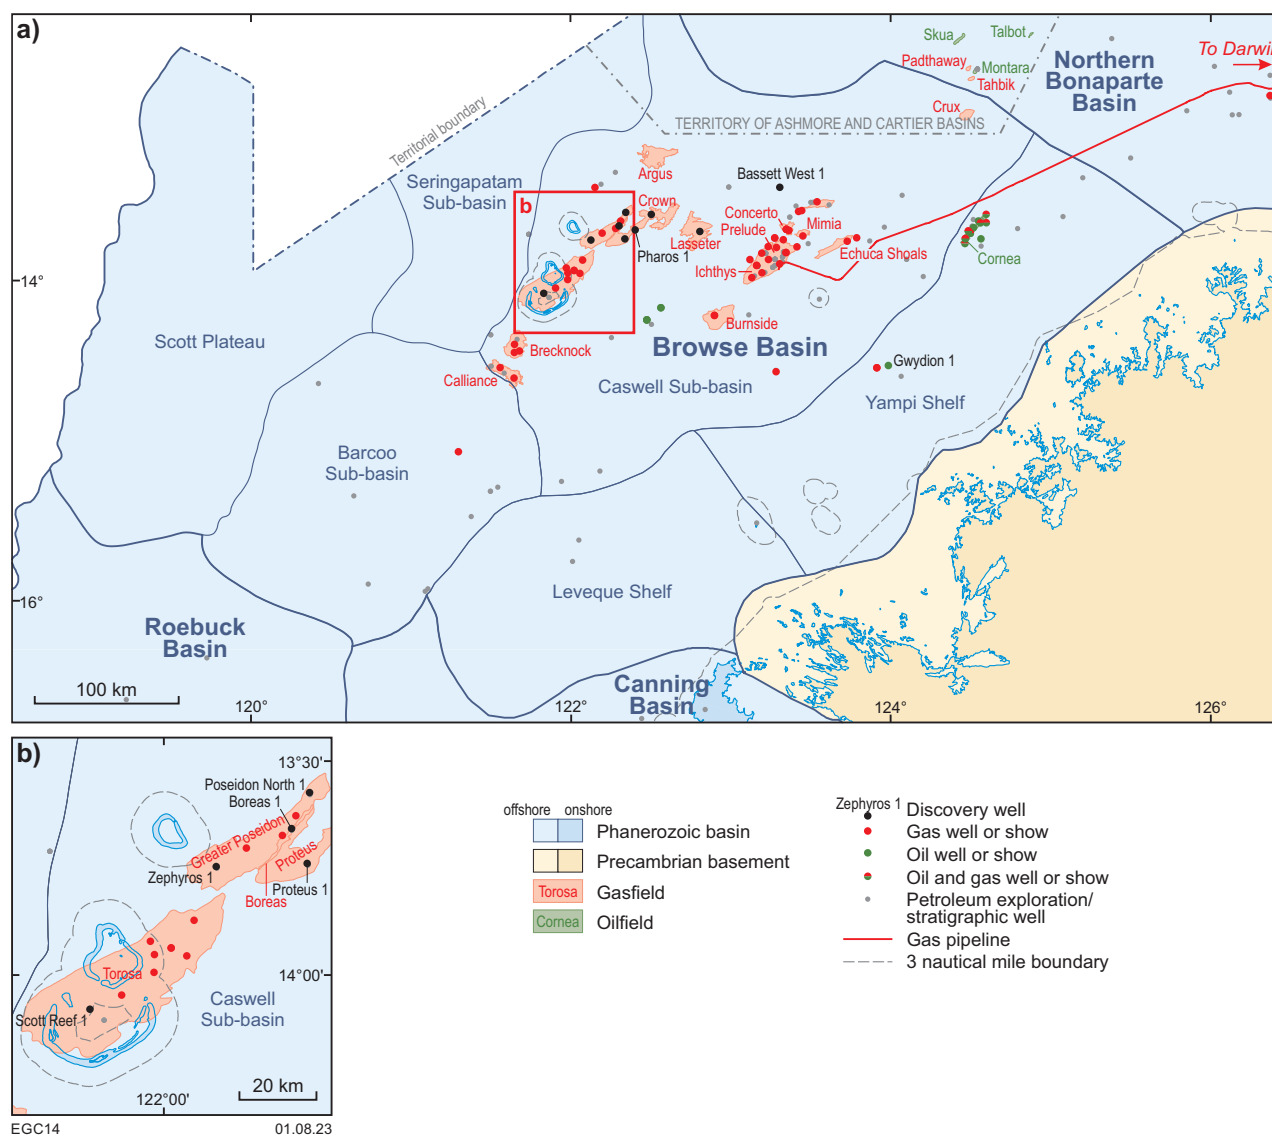 a)
Skua
Talbot
To Darwi
Padthaway
Montara
Tahbik
Northern
Bonaparte
Basin
Crux
Territorial boundary
TERRITORY OF ASHMORE AND CARTIER BASINS
Argus
Bassett West 1
Seringapatam
Sub-basin
b
Crown
Concerto
Mimia
Prelude
Lasseter
Pharos 1
Echuca Shoals
Ichthys
Cornea
14°
Burnside
Scott Plateau
Brecknock
Browse Basin
Gwydion 1
Calliance
Caswell Sub-basin
Yampi Shelf
Barcoo
Sub-basin
Leveque Shelf
16°
Roebuck
Basin
Canning
Basin
100 km
120°
122°
124°
126°
b)
13°30'
Poseidon North 1
Boreas 1
Greater Poseidon
Proteus
Zephyros 1
Proteus 1
Boreas
Torosa
14°00'
Caswell
Sub-basin
Scott Reef 1
20 km
122°00'
EGC14
01.08.23
offshore onshore
Phanerozoic basin
Precambrian basement
Torosa Gasfield
Cornea Oilfield
Zephyros 1 Discovery well
Gas well or show
Oil well or show
Oil and gas well or show
Petroleum exploration/
stratigraphic well
Gas pipeline
3 nautical mile boundary